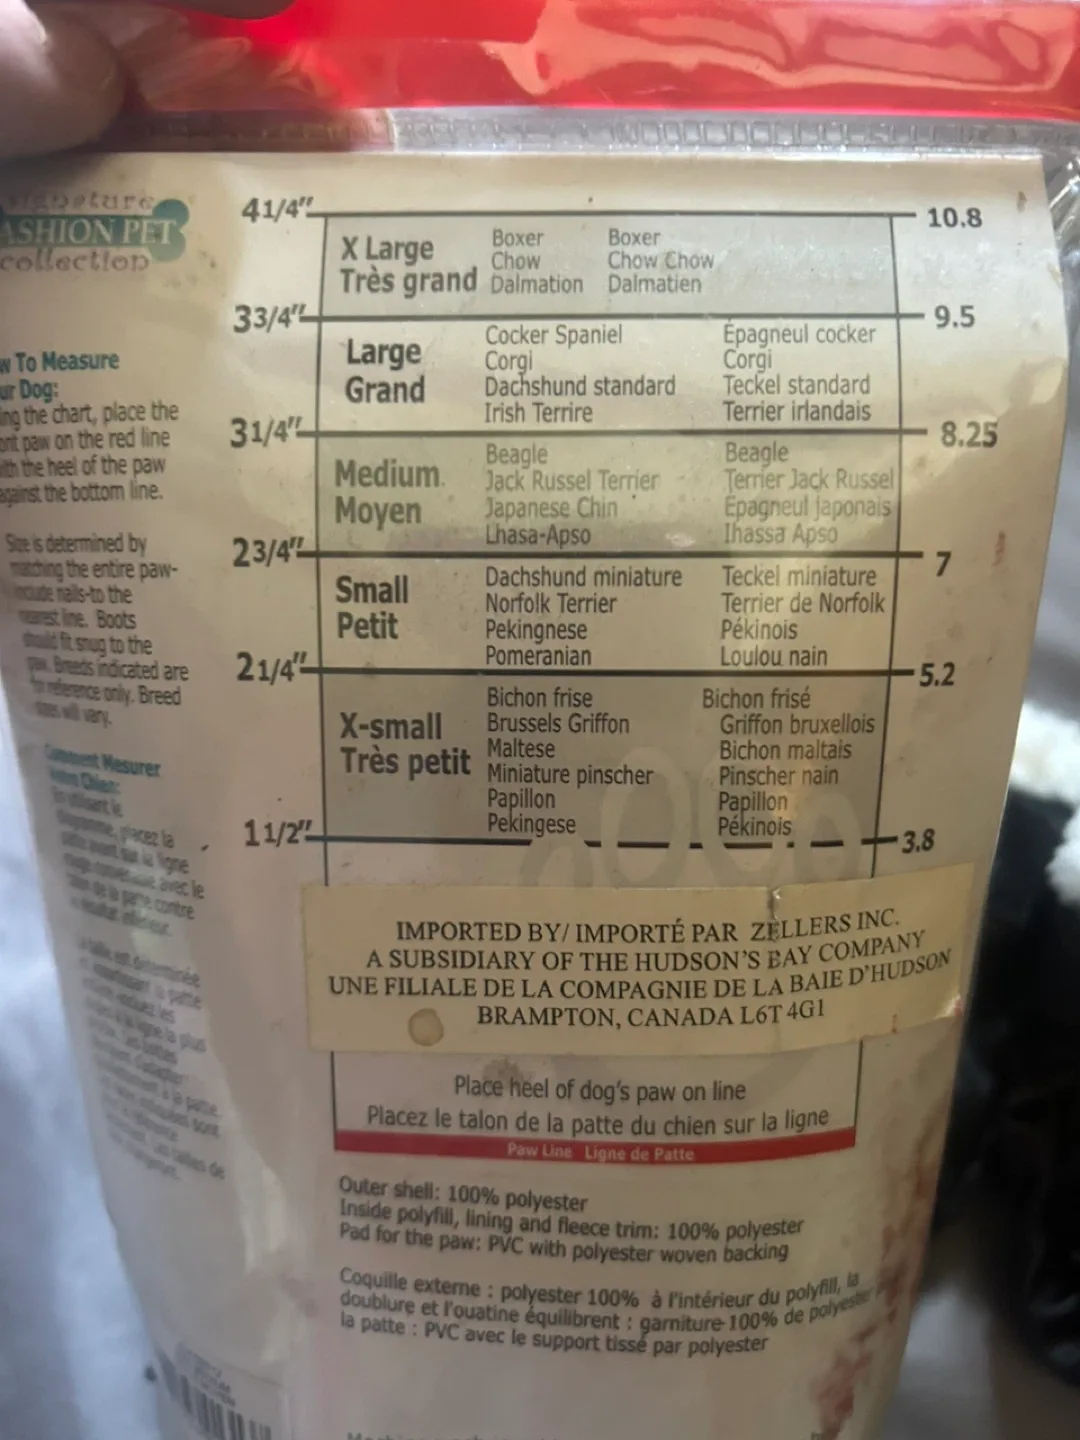 signature
ASHION PET
collection
w To Measure
ur Dog:
ing the chart, place the
ont paw on the red line
ith the heel of the paw
against the bottom line.
Size is determined by
matching the entire paw-
include nails-to the
nearest line. Boots
should fit snug to the
paw. Breeds indicated are
for reference only. Breed
sizes will vary.
Comment Mesurer
Votre Chien:
En utilisant le
placez la
4 1/4" 10.8
X Large Boxer Boxer
Chow Chow Chow
Très grand Dalmation Dalmatien
3 3/4" 9.5
Cocker Spaniel Épagneul cocker
Large Corgi Corgi
Grand Dachshund standard Teckel standard
Irish Terrire Terrier irlandais
3 1/4" 8.25
Beagle Beagle
Medium Jack Russel Terrier Terrier Jack Russel
Moyen Japanese Chin Epagneul japonais
Lhasa-Apso Ihassa Apso
2 3/4" 7
Small Dachshund miniature Teckel miniature
Norfolk Terrier Terrier de Norfolk
Petit Pekingnese Pékinois
Pomeranian Loulou nain
2 1/4" 5.2
Bichon frise Bichon frisé
X-small Brussels Griffon Griffon bruxellois
Très petit Maltese Bichon maltais
Miniature pinscher Pinscher nain
Papillon Papillon
Pekingese Pékinois
1 1/2" 3.8
IMPORTED BY/ IMPORTÉ PAR ZELLERS INC.
A SUBSIDIARY OF THE HUDSON'S BAY COMPANY
UNE FILIALE DE LA COMPAGNIE DE LA BAIE D'HUDSON
BRAMPTON, CANADA L6T 4G1
Place heel of dog's paw on line
Placez le talon de la patte du chien sur la ligne
Paw Line Ligne de Patte
Outer shell: 100% polyester
Inside polyfill, lining and fleece trim: 100% polyester
Pad for the paw: PVC with polyester woven backing
Coquille externe : polyester 100% à l'intérieur du polyfill, la
doublure et l'ouatine équilibrent : garniture 100% de polyester
la patte : PVC avec le support tissé par polyester